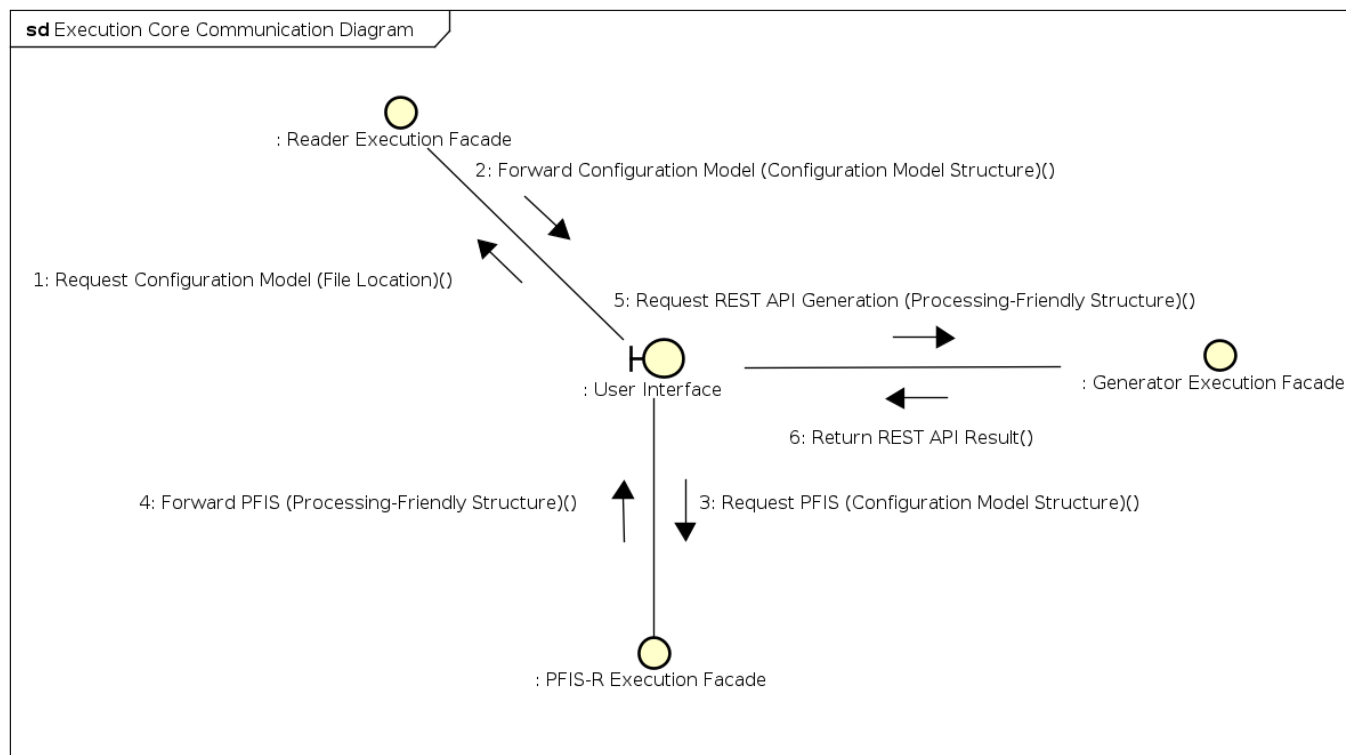 sd Execution Core Communication Diagram
: Reader Execution Facade
2: Forward Configuration Model (Configuration Model Structure)()
1: Request Configuration Model (File Location)()
5: Request REST API Generation (Processing-Friendly Structure)()
: User Interface
: Generator Execution Facade
6: Return REST API Result()
4: Forward PFIS (Processing-Friendly Structure)()
3: Request PFIS (Configuration Model Structure)()
: PFIS-R Execution Facade